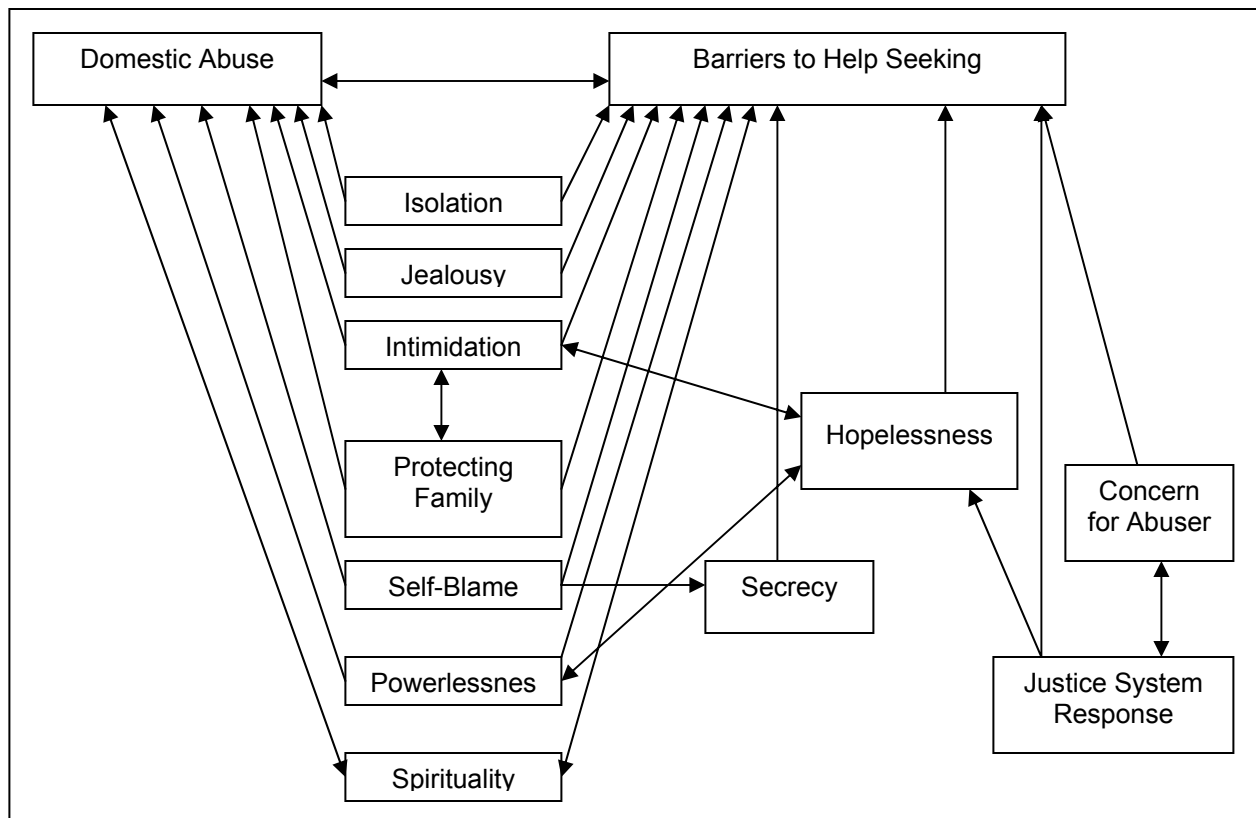 Domestic Abuse
Barriers to Help Seeking
Isolation
Jealousy
Intimidation
Hopelessness
Protecting
Family
Concern
for Abuser
Self-Blame
Secrecy
Powerlessnes
Justice System
Response
Spirituality